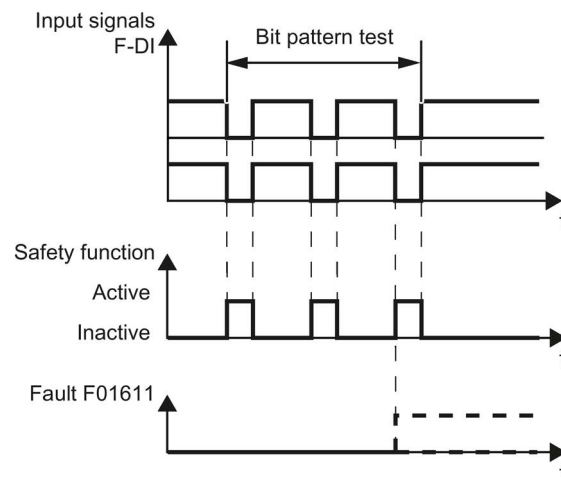 Input signals
F-DI
Bit pattern test
Safety function
Active
Inactive
Fault F01611